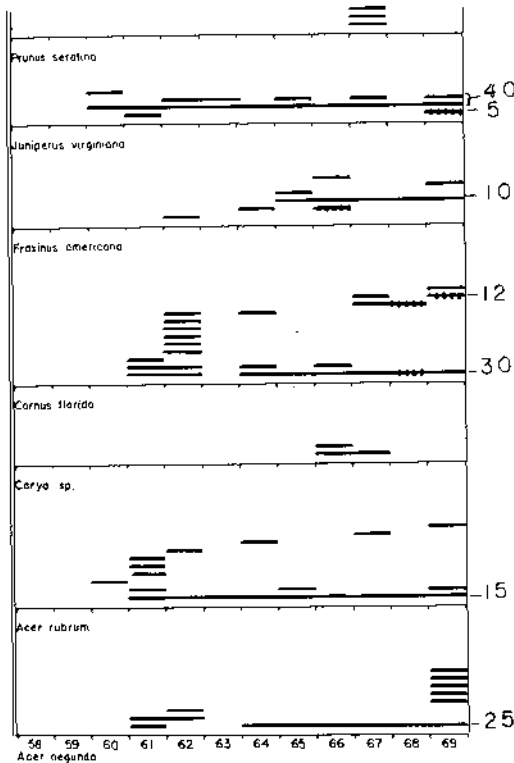 Prunus serotina
40
5
Juniperus virginiana
10
Fraxinus americana
12
30
Cornus florida
Carya sp.
15
Acer rubrum
25
58 59 60 61 62 63 64 65 66 67 68 69
Acer negundo